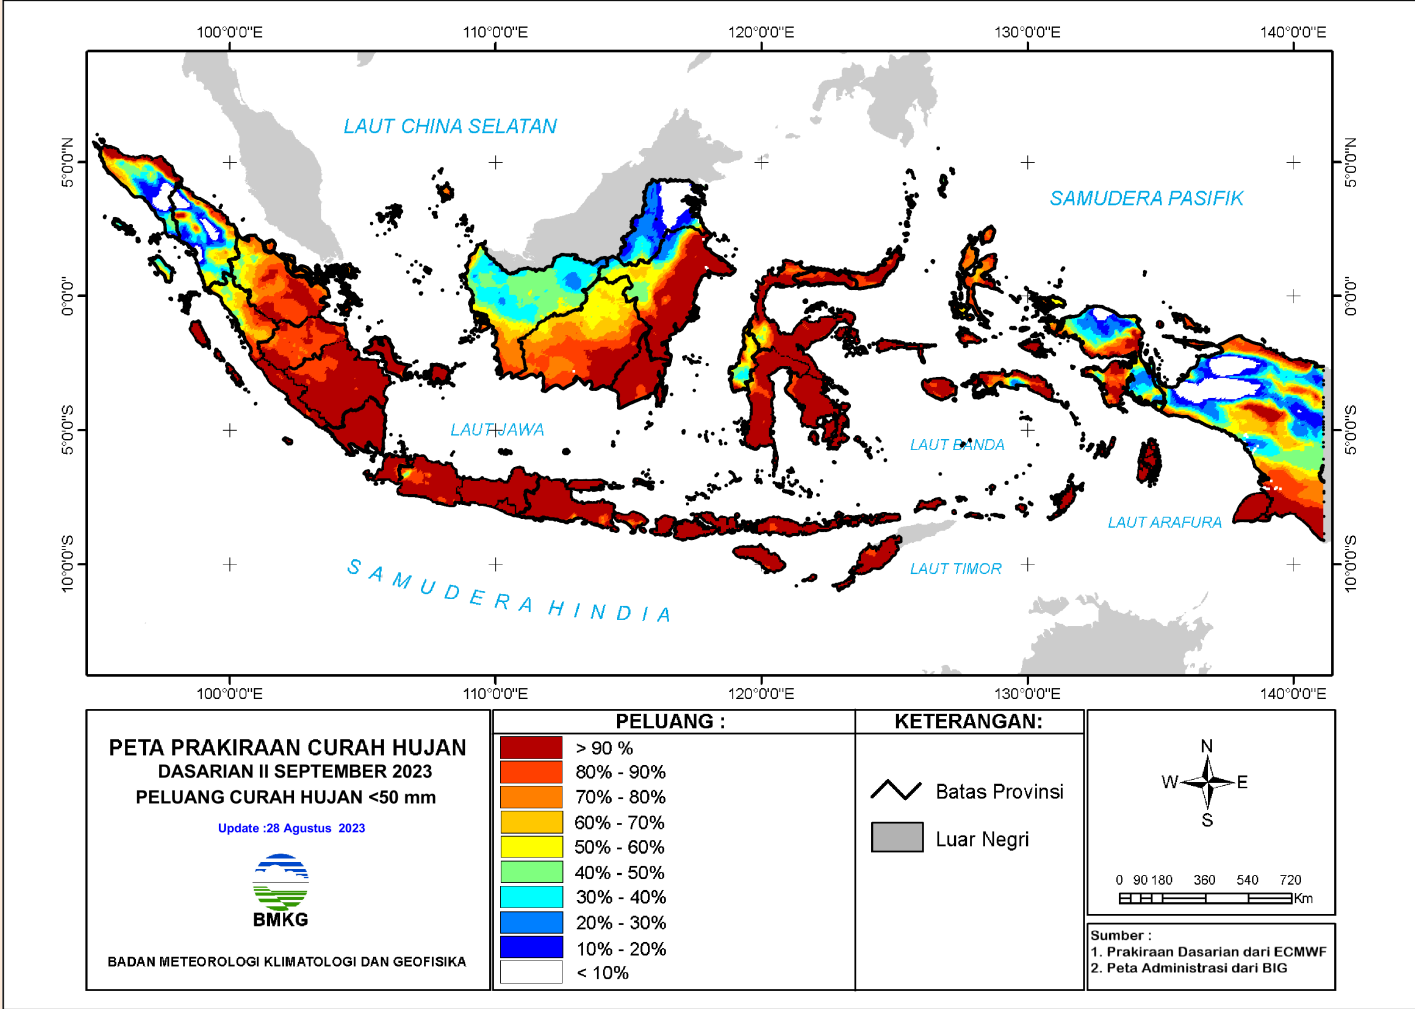 100°0'0"E 110°0'0"E 120°0'0"E 130°0'0"E 140°0'0"E
5°0'0"N 5°0'0"N
LAUT CHINA SELATAN
SAMUDERA PASIFIK
0°0'0" 0°0'0"
LAUT JAWA
LAUT BANDA
5°0'0"S 5°0'0"S
LAUT ARAFURA
LAUT TIMOR
10°0'0"S 10°0'0"S
SAMUDERA HINDIA
100°0'0"E 110°0'0"E 120°0'0"E 130°0'0"E 140°0'0"E
PETA PRAKIRAAN CURAH HUJAN
DASARIAN II SEPTEMBER 2023
PELUANG CURAH HUJAN <50 mm
Update :28 Agustus 2023
BMKG
BADAN METEOROLOGI KLIMATOLOGI DAN GEOFISIKA
PELUANG :
> 90 %
80% - 90%
70% - 80%
60% - 70%
50% - 60%
40% - 50%
30% - 40%
20% - 30%
10% - 20%
< 10%
KETERANGAN:
Batas Provinsi
Luar Negri
N
W E
S
0 90 180 360 540 720
Km
Sumber :
1. Prakiraan Dasarian dari ECMWF
2. Peta Administrasi dari BIG